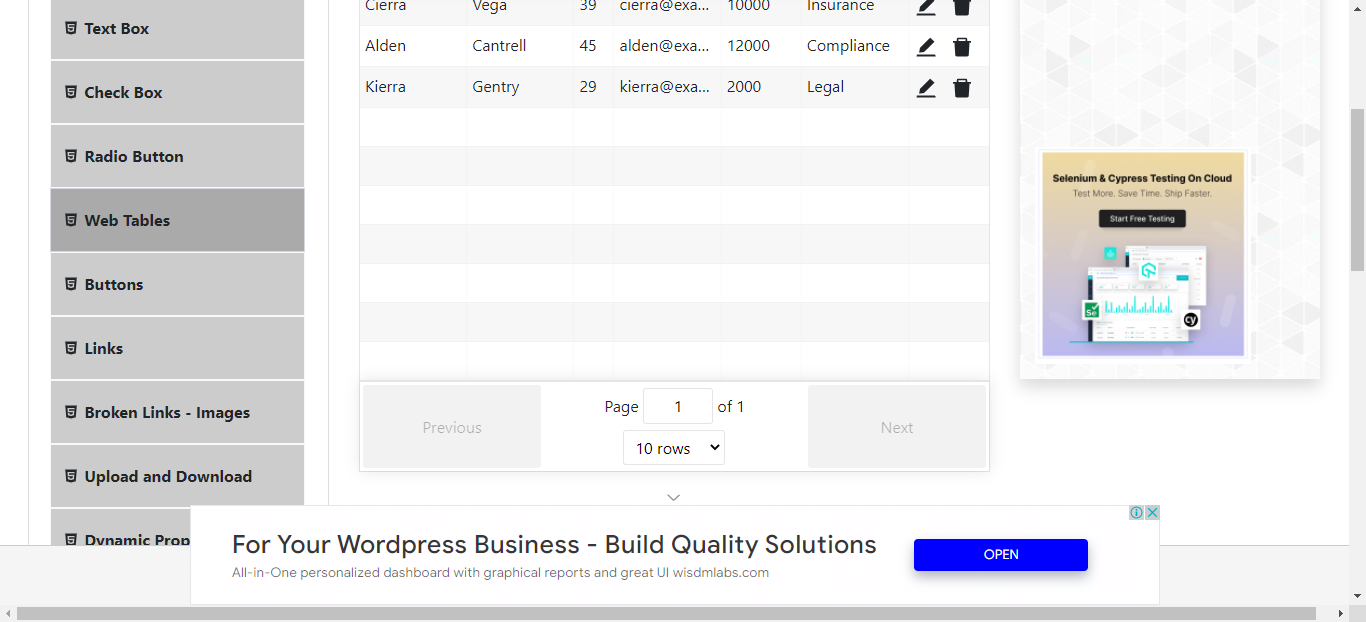 Text Box
Check Box
Radio Button
Web Tables
Buttons
Links
Broken Links - Images
Upload and Download
Dynamic Prop
Cierra Vega 39 cierra@exa... 10000 Insurance
Alden Cantrell 45 alden@exa... 12000 Compliance
Kierra Gentry 29 kierra@exa... 2000 Legal
Previous
Page 1 of 1
10 rows
Next
Selenium & Cypress Testing On Cloud
Test More. Save Time. Ship Faster.
Start Free Testing
Se
cy
For Your Wordpress Business - Build Quality Solutions
All-in-One personalized dashboard with graphical reports and great UI wisdmlabs.com
OPEN